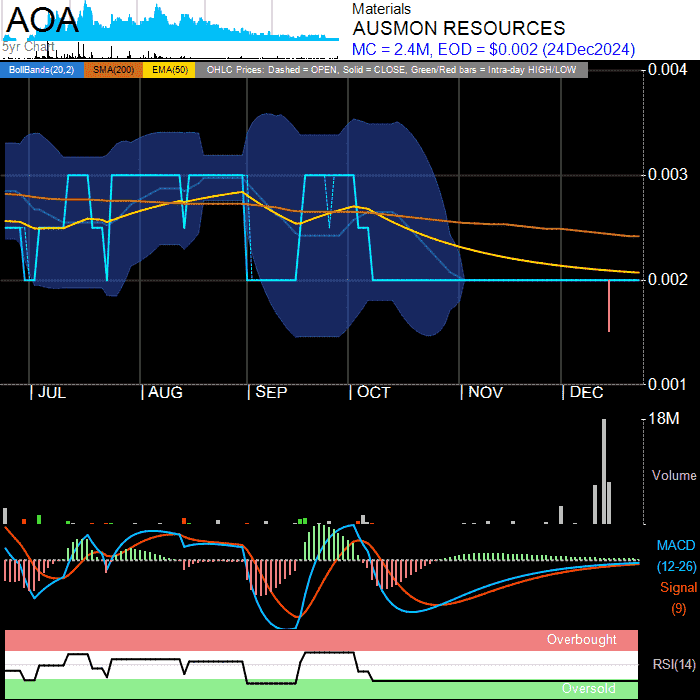 AOA
5yr Chart
Materials
AUSMON RESOURCES
MC = 2.4M, EOD = $0.002 (24Dec2024)
BollBands(20,2) SMA(200) EMA(50) OHLC Prices: Dashed = OPEN, Solid = CLOSE, Green/Red bars = Intra-day HIGH/LOW
0.004
0.003
0.002
0.001
| JUL | AUG | SEP | OCT | NOV | DEC
18M
Volume
MACD
(12-26)
Signal
(9)
Overbought
RSI(14)
Oversold